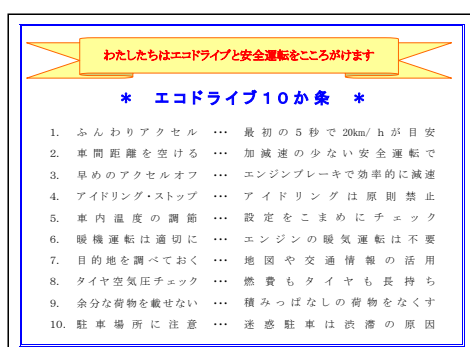 わたしたちはエコドライブと安全運転をこころがけます
* エコドライブ10か条 *
1. ふんわりアクセル ··· 最初の5秒で20km/hが目安
2. 車間距離を空ける ··· 加減速の少ない安全運転で
3. 早めのアクセルオフ ··· エンジンブレーキで効率的に減速
4. アイドリング・ストップ ··· アイドリングは原則禁止
5. 車内温度の調節 ··· 設定をこまめにチェック
6. 暖機運転は適切に ··· エンジンの暖気運転は不要
7. 目的地を調べておく ··· 地図や交通情報の活用
8. タイヤ空気圧チェック ··· 燃費もタイヤも長持ち
9. 余分な荷物を載せない ··· 積みっぱなしの荷物をなくす
10. 駐車場所に注意 ··· 迷惑駐車は渋滞の原因